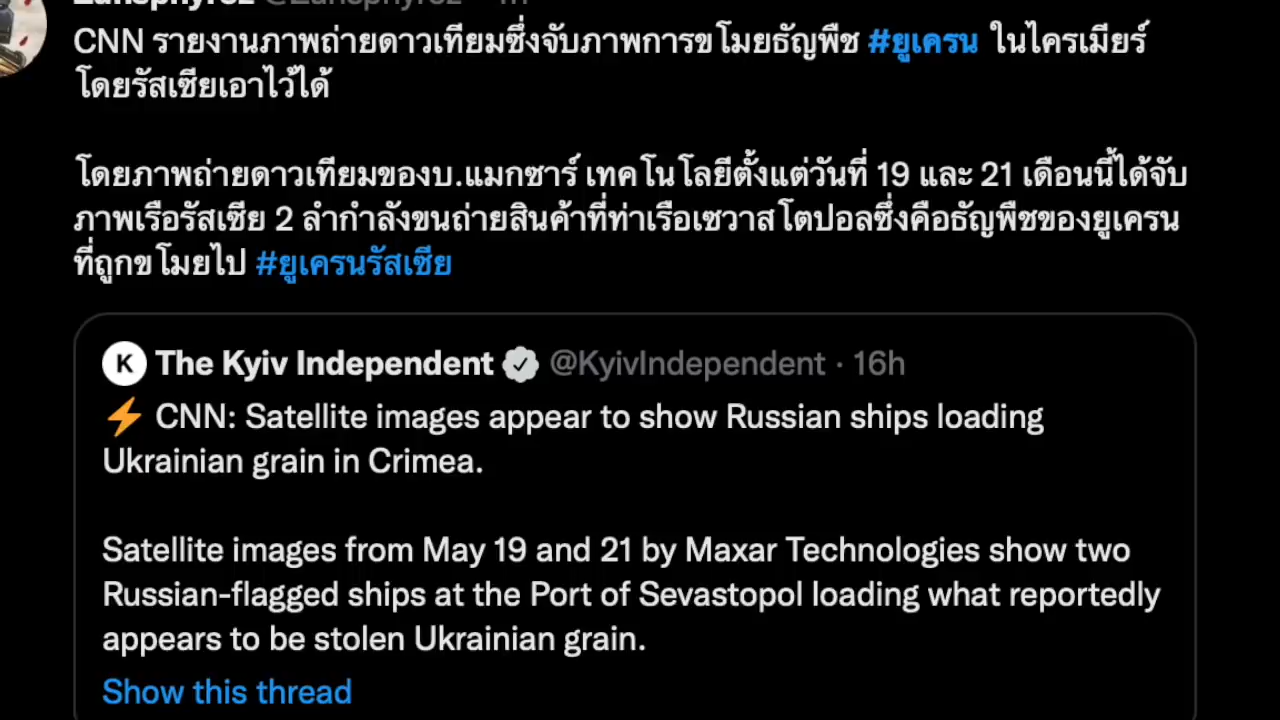 CNN รายงานภาพถ่ายดาวเทียมซึ่งจับภาพการขโมยธัญพืช #ยูเครน ในไครเมียร์
โดยรัสเซียเอาไว้ได้
โดยภาพถ่ายดาวเทียมของบ.แมกซาร์ เทคโนโลยีตั้งแต่วันที่ 19 และ 21 เดือนนี้ได้จับ
ภาพเรือรัสเซีย 2 ลำกำลังขนถ่ายสินค้าที่ท่าเรือเซวาสโตปอลซึ่งคือธัญพืชของยูเครน
ที่ถูกขโมยไป #ยูเครนรัสเซีย
K The Kyiv Independent @KyivIndependent · 16h
⚡ CNN: Satellite images appear to show Russian ships loading
Ukrainian grain in Crimea.
Satellite images from May 19 and 21 by Maxar Technologies show two
Russian-flagged ships at the Port of Sevastopol loading what reportedly
appears to be stolen Ukrainian grain.
Show this thread